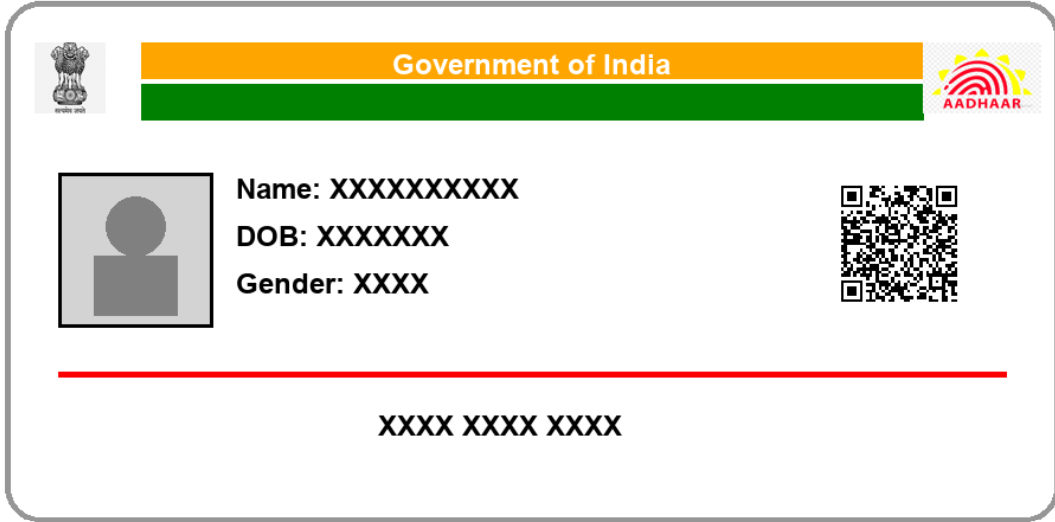 Government of India
सत्यमेव जयते
AADHAAR
Name: XXXXXXXXXX
DOB: XXXXXXX
Gender: XXXX
XXXX XXXX XXXX